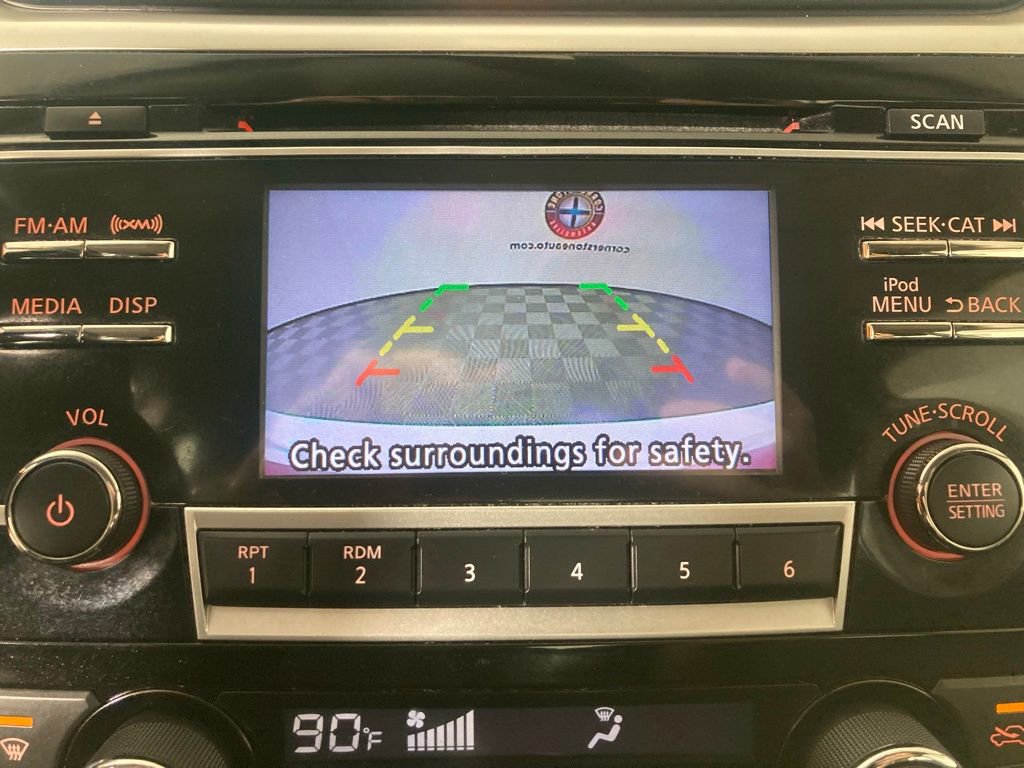 SCAN
FM·AM
((XM))
SEEK·CAT
MEDIA
DISP
iPod
MENU
BACK
cornerstoneauto.com
VOL
TUNE·SCROLL
Check surroundings for safety.
ENTER
SETTING
RPT
1
RDM
2
3
4
5
6
90°F